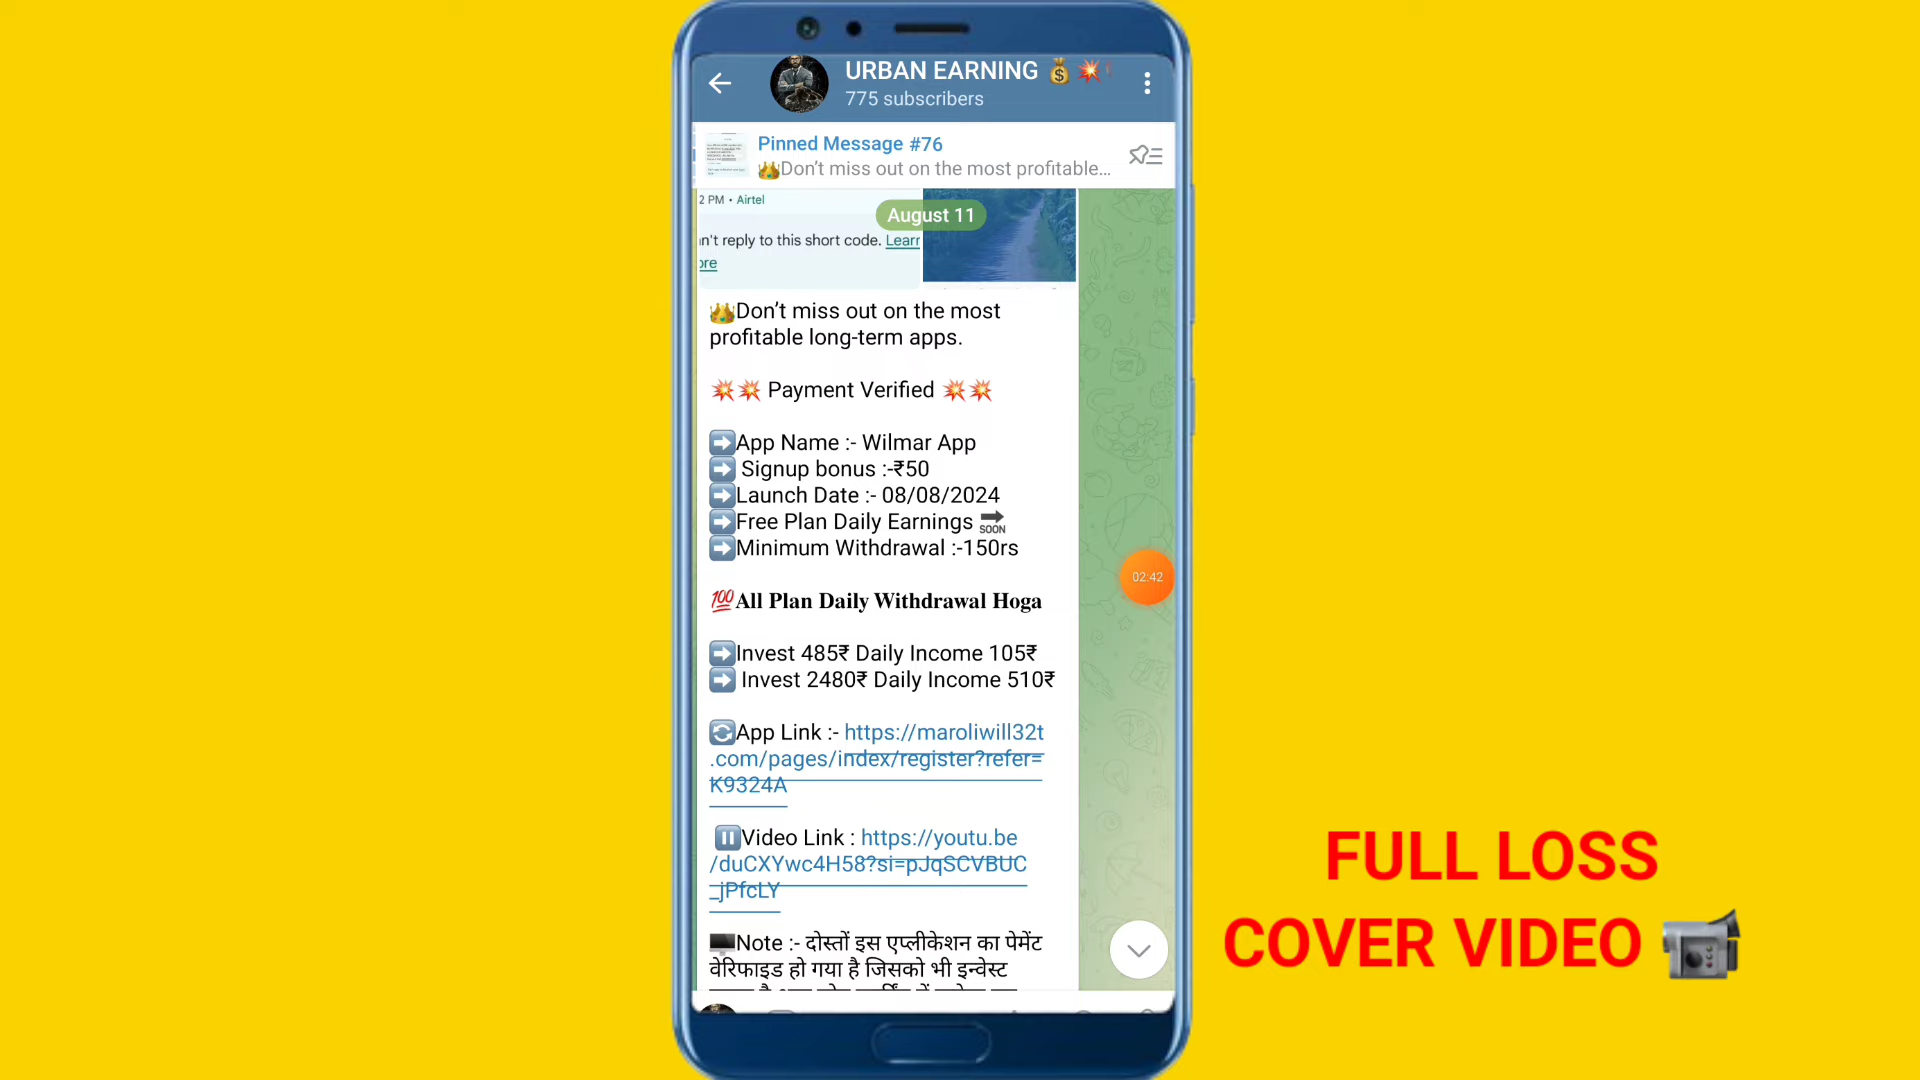 URBAN EARNING 💰💥
775 subscribers
Pinned Message #76
👑Don’t miss out on the most profitable...
2 PM • Airtel
August 11
n't reply to this short code. Learn
ore
👑Don’t miss out on the most
profitable long-term apps.
💥💥 Payment Verified 💥💥
➡️App Name :- Wilmar App
➡️ Signup bonus :-₹50
➡️Launch Date :- 08/08/2024
➡️Free Plan Daily Earnings 🔜
➡️Minimum Withdrawal :-150rs
02:42
💯All Plan Daily Withdrawal Hoga
➡️Invest 485₹ Daily Income 105₹
➡️ Invest 2480₹ Daily Income 510₹
🔄App Link :- https://maroliwill32t
.com/pages/index/register?refer=
K9324A
⏸️Video Link : https://youtu.be
/duCXYwc4H58?si=pJqSCVBUC
_jPfcLY
🖥️Note :- दोस्तों इस एप्लीकेशन का पेमेंट
वेरिफाइड हो गया है जिसको भी इन्वेस्ट
FULL LOSS
COVER VIDEO 📹